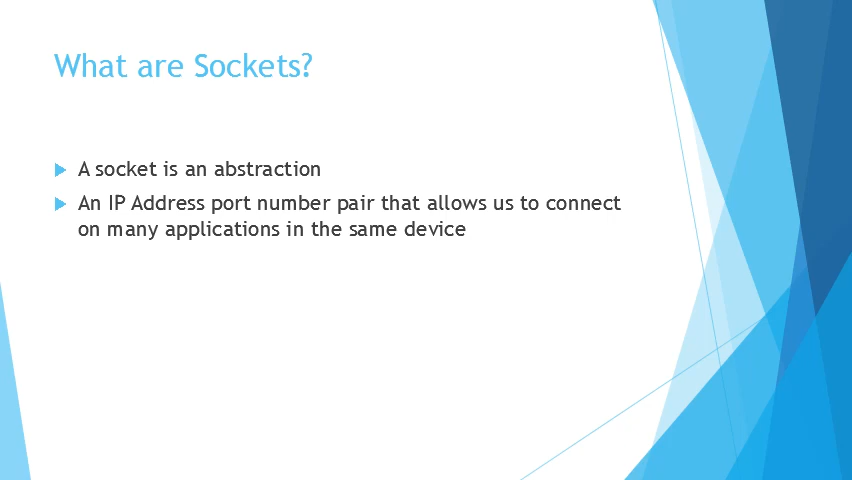 What are Sockets?
A socket is an abstraction
An IP Address port number pair that allows us to connect
on many applications in the same device